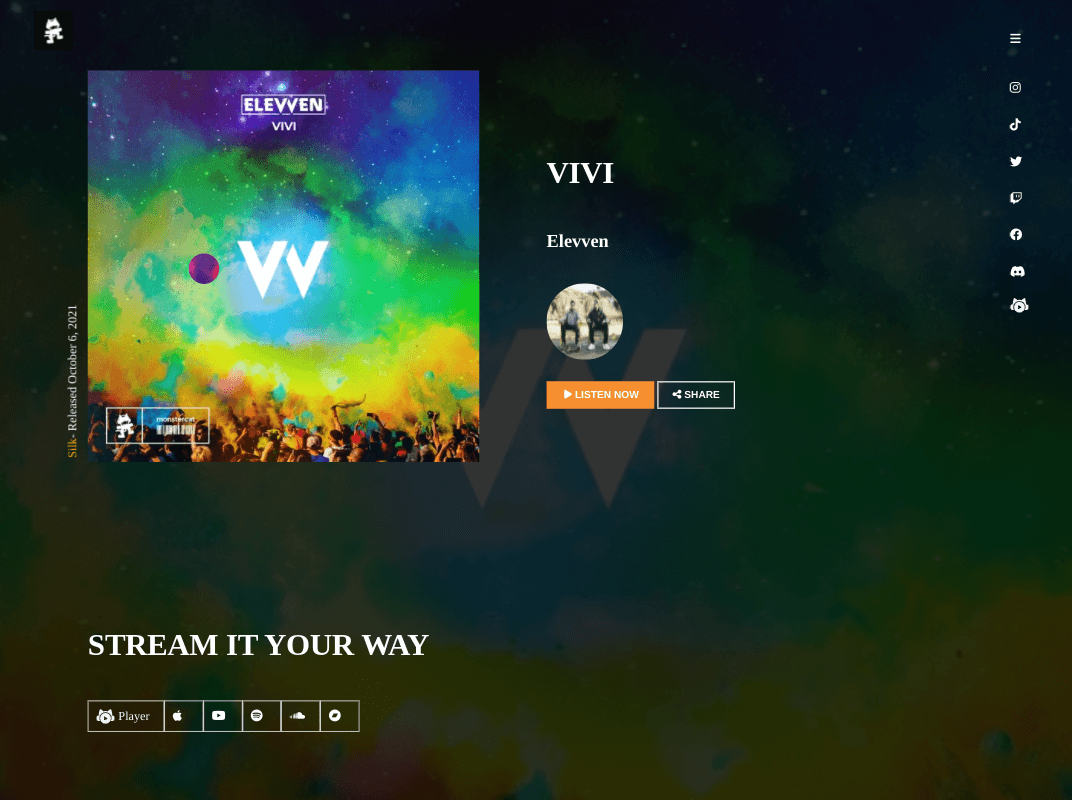 ELEVVEN
VIVI
monstercat
Silk- Released October 6, 2021
VIVI
Elevven
LISTEN NOW
SHARE
STREAM IT YOUR WAY
Player